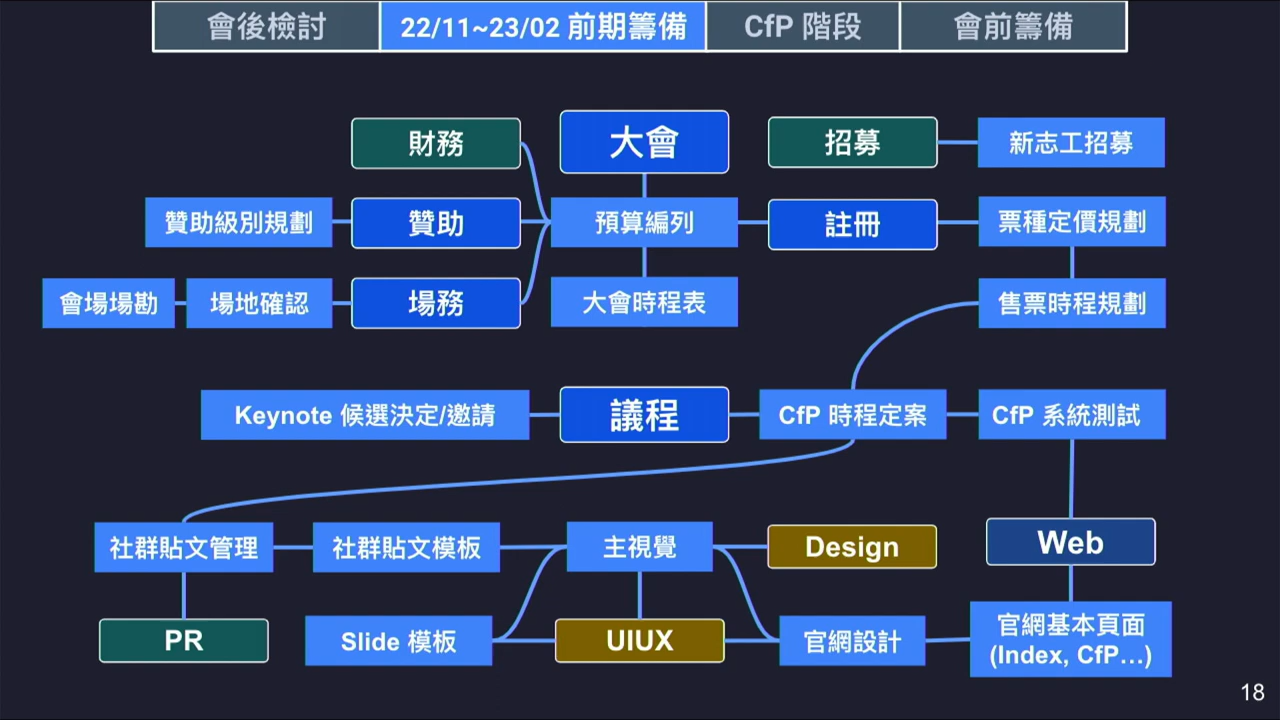 會後檢討
22/11~23/02 前期籌備
CfP 階段
會前籌備
財務
大會
招募
新志工招募
贊助級別規劃
贊助
預算編列
註冊
票種定價規劃
會場場勘
場地確認
場務
大會時程表
售票時程規劃
Keynote 候選決定/邀請
議程
CfP 時程定案
CfP 系統測試
社群貼文管理
社群貼文模板
主視覺
Design
Web
PR
Slide 模板
UIUX
官網設計
官網基本頁面
(Index, CfP...)
18